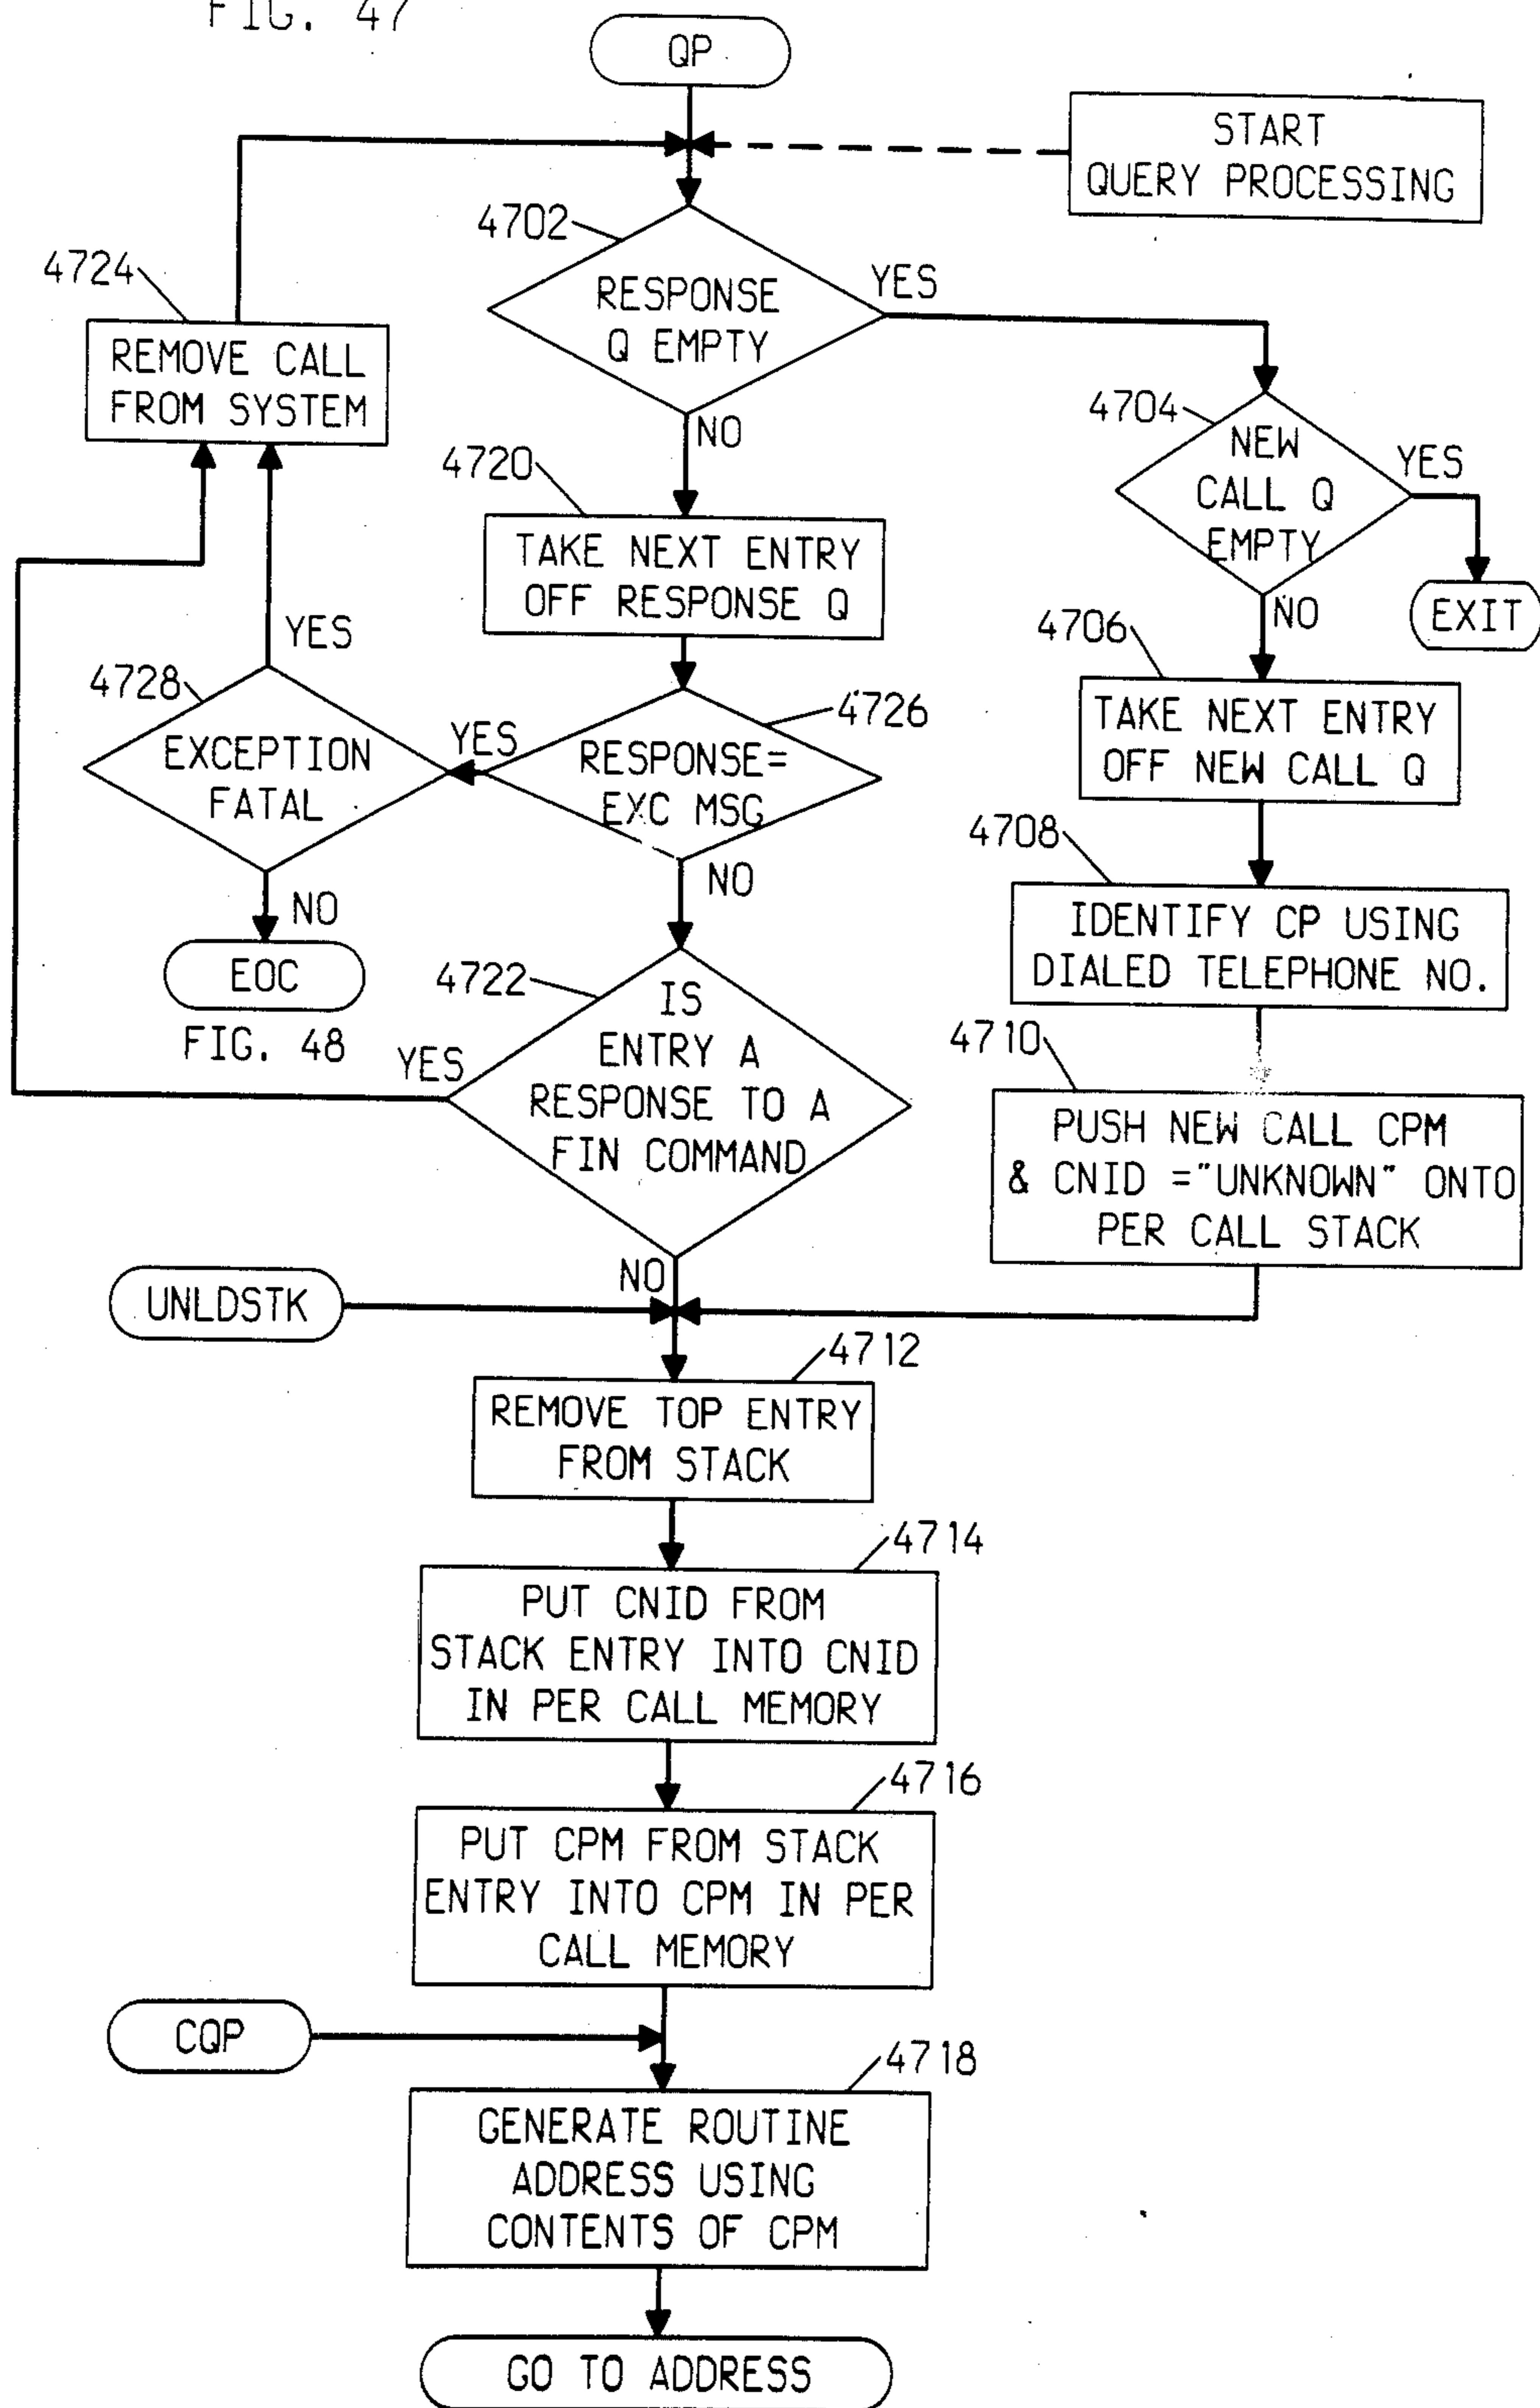 FIG. 47
QP
START
QUERY PROCESSING
4702
RESPONSE
Q EMPTY
YES
NO
4724
REMOVE CALL
FROM SYSTEM
4704
NEW
CALL Q
EMPTY
YES
EXIT
NO
4720
TAKE NEXT ENTRY
OFF RESPONSE Q
4706
TAKE NEXT ENTRY
OFF NEW CALL Q
YES
4728
EXCEPTION
FATAL
YES
4726
RESPONSE=
EXC MSG
NO
NO
EOC
FIG. 48
4708
IDENTIFY CP USING
DIALED TELEPHONE NO.
4722
IS
ENTRY A
RESPONSE TO A
FIN COMMAND
YES
NO
4710
PUSH NEW CALL CPM
& CNID ="UNKNOWN" ONTO
PER CALL STACK
UNLDSTK
4712
REMOVE TOP ENTRY
FROM STACK
4714
PUT CNID FROM
STACK ENTRY INTO CNID
IN PER CALL MEMORY
4716
PUT CPM FROM STACK
ENTRY INTO CPM IN PER
CALL MEMORY
CQP
4718
GENERATE ROUTINE
ADDRESS USING
CONTENTS OF CPM
GO TO ADDRESS